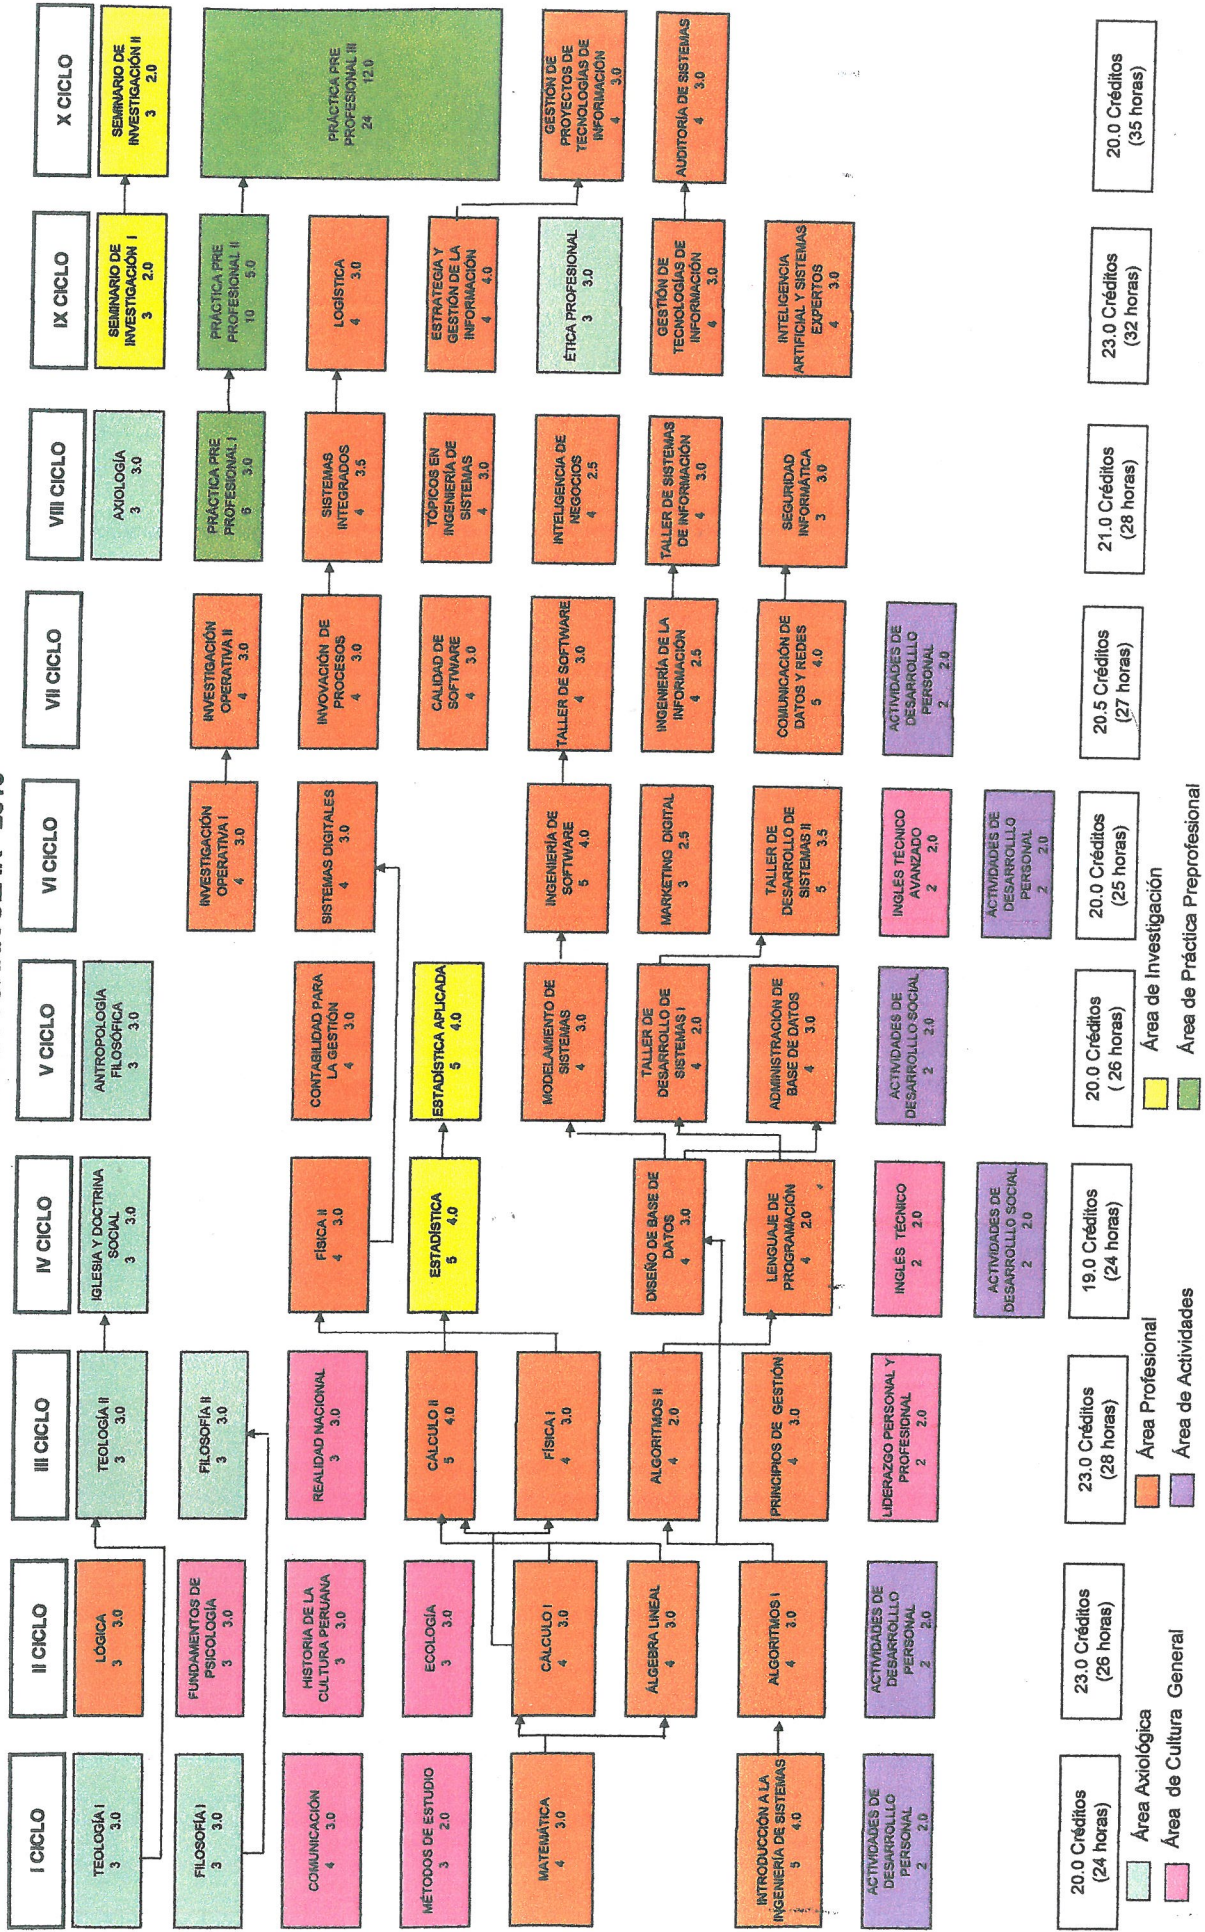 I CICLO
TEOLOGÍA I
3 3.0
FILOSOFÍA I
3 3.0
COMUNICACIÓN
4 3.0
MÉTODOS DE ESTUDIO
3 2.0
MATEMÁTICA
4 3.0
INTRODUCCIÓN A LA
INGENIERÍA DE SISTEMAS
5 4.0
ACTIVIDADES DE
DESARROLLLO
PERSONAL
2 2.0
20.0 Créditos
(24 horas)
II CICLO
LÓGICA
3 3.0
FUNDAMENTOS DE
PSICOLOGÍA
3 3.0
HISTORIA DE LA
CULTURA PERUANA
3 3.0
ECOLOGÍA
3 3.0
CÁLCULO I
4 3.0
ÁLGEBRA LINEAL
4 3.0
ALGORITMOS I
4 3.0
ACTIVIDADES DE
DESARROLLLO
PERSONAL
2 2.0
23.0 Créditos
(26 horas)
III CICLO
TEOLOGÍA II
3 3.0
FILOSOFÍA II
3 3.0
REALIDAD NACIONAL
3 3.0
CÁLCULO II
5 4.0
FÍSICA I
4 3.0
ALGORITMOS II
4 2.0
PRINCIPIOS DE GESTIÓN
4 3.0
LIDERAZGO PERSONAL Y
PROFESIONAL
2 2.0
23.0 Créditos
(28 horas)
IV CICLO
IGLESIA Y DOCTRINA
SOCIAL
3 3.0
FÍSICA II
4 3.0
ESTADÍSTICA
5 4.0
DISEÑO DE BASE DE
DATOS
4 3.0
LENGUAJE DE
PROGRAMACIÓN
4 2.0
INGLÉS TÉCNICO
2 2.0
ACTIVIDADES DE
DESARROLLLO SOCIAL
2 2.0
19.0 Créditos
(24 horas)
V CICLO
ANTROPOLOGÍA
FILOSÓFICA
3 3.0
CONTABILIDAD PARA
LA GESTIÓN
4 3.0
ESTADÍSTICA APLICADA
5 4.0
MODELAMIENTO DE
SISTEMAS
4 3.0
TALLER DE
DESARROLLO DE
SISTEMAS I
4 2.0
ADMINISTRACION DE
BASE DE DATOS
4 3.0
ACTIVIDADES DE
DESARROLLLO SOCIAL
2 2.0
20.0 Créditos
( 26 horas)
VI CICLO
INVESTIGACIÓN
OPERATIVA I
4 3.0
SISTEMAS DIGITALES
4 3.0
INGENIERÍA DE
SOFTWARE
5 4.0
MARKETING DIGITAL
3 2.5
TALLER DE
DESARROLLO DE
SISTEMAS II
5 3.5
INGLÉS TÉCNICO
AVANZADO
2 2.0
ACTIVIDADES DE
DESARROLLLO
PERSONAL
2 2.0
20.0 Créditos
(25 horas)
VII CICLO
INVESTIGACIÓN
OPERATIVA II
4 3.0
INVOVACIÓN DE
PROCESOS
4 3.0
CALIDAD DE
SOFTWARE
4 3.0
TALLER DE SOFTWARE
4 3.0
INGENIERÍA DE LA
INFORMACIÓN
4 2.5
COMUNICACIÓN DE
DATOS Y REDES
5 4.0
ACTIVIDADES DE
DESARROLLLO
PERSONAL
2 2.0
20.5 Créditos
(27 horas)
VIII CICLO
AXIOLOGÍA
3 3.0
PRÁCTICA PRE
PROFESIONAL I
6 3.0
SISTEMAS
INTEGRADOS
4 3.5
TÓPICOS EN
INGENIERÍA DE
SISTEMAS
4 3.0
INTELIGENCIA DE
NEGOCIOS
4 2.5
TALLER DE SISTEMAS
DE INFORMACIÓN
4 3.0
SEGURIDAD
INFORMÁTICA
3 3.0
21.0 Créditos
(28 horas)
IX CICLO
SEMINARIO DE
INVESTIGACIÓN I
3 2.0
PRÁCTICA PRE
PROFESIONAL II
10 5.0
LOGÍSTICA
4 3.0
ESTRATEGIA Y
GESTIÓN DE LA
INFORMACIÓN
4 4.0
ÉTICA PROFESIONAL
3 3.0
GESTIÓN DE
TECNOLOGÍAS DE
INFORMACIÓN
4 3.0
INTELIGENCIA
ARTIFICIAL Y SISTEMAS
EXPERTOS
4 3.0
23.0 Créditos
(32 horas)
X CICLO
SEMINARIO DE
INVESTIGACIÓN II
3 2.0
PRÁCTICA PRE
PROFESIONAL III
24 12.0
GESTIÓN DE
PROYECTOS DE
TECNOLOGÍAS DE
INFORMACIÓN
4 3.0
AUDITORÍA DE SISTEMAS
4 3.0
20.0 Créditos
(35 horas)
Área Axiológica
Área de Cultura General
Área Profesional
Área de Actividades
Área de Investigación
Área de Práctica Preprofesional